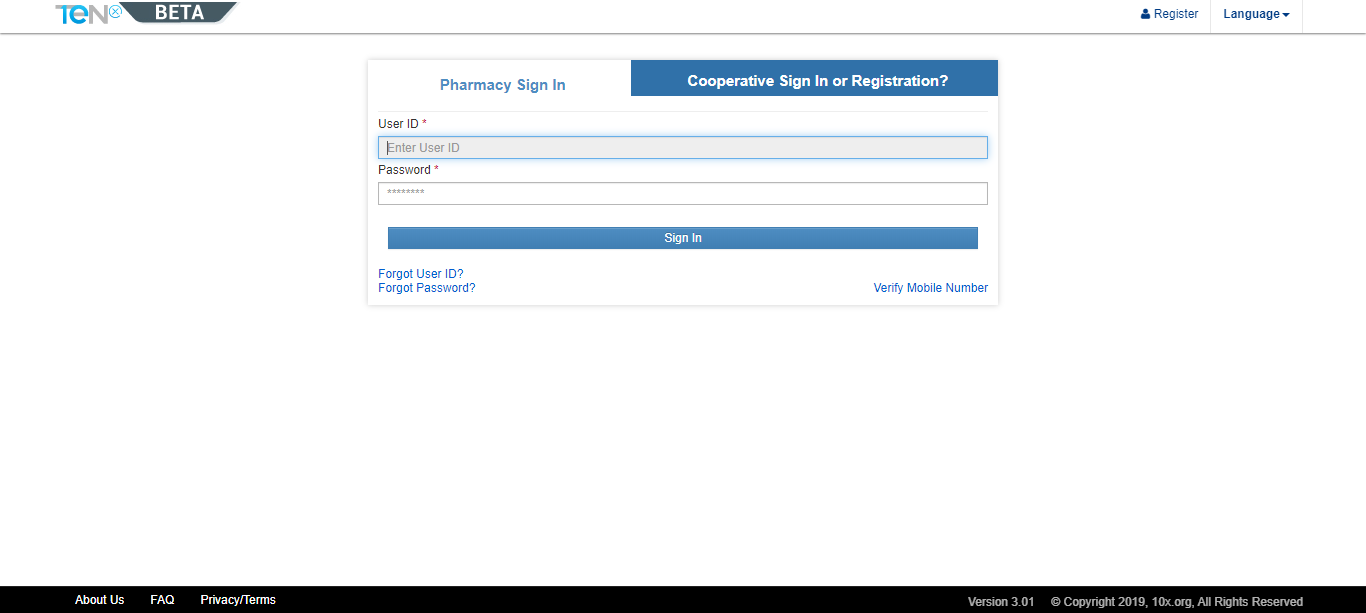 TeNX BETA
Register Language
Pharmacy Sign In Cooperative Sign In or Registration?
User ID *
Enter User ID
Password *
********
Sign In
Forgot User ID?
Forgot Password? Verify Mobile Number
About Us FAQ Privacy/Terms Version 3.01 © Copyright 2019, 10x.org, All Rights Reserved